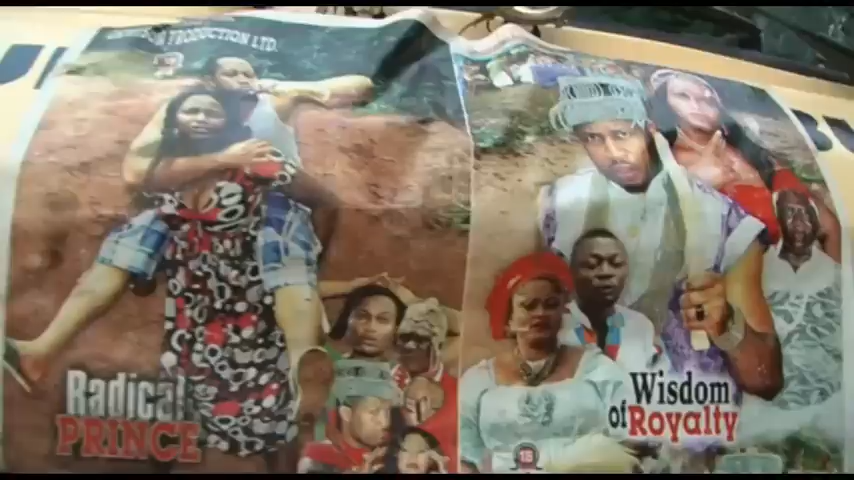 PRODUCTION LTD.
Radical
PRINCE
Wisdom
of Royalty
18